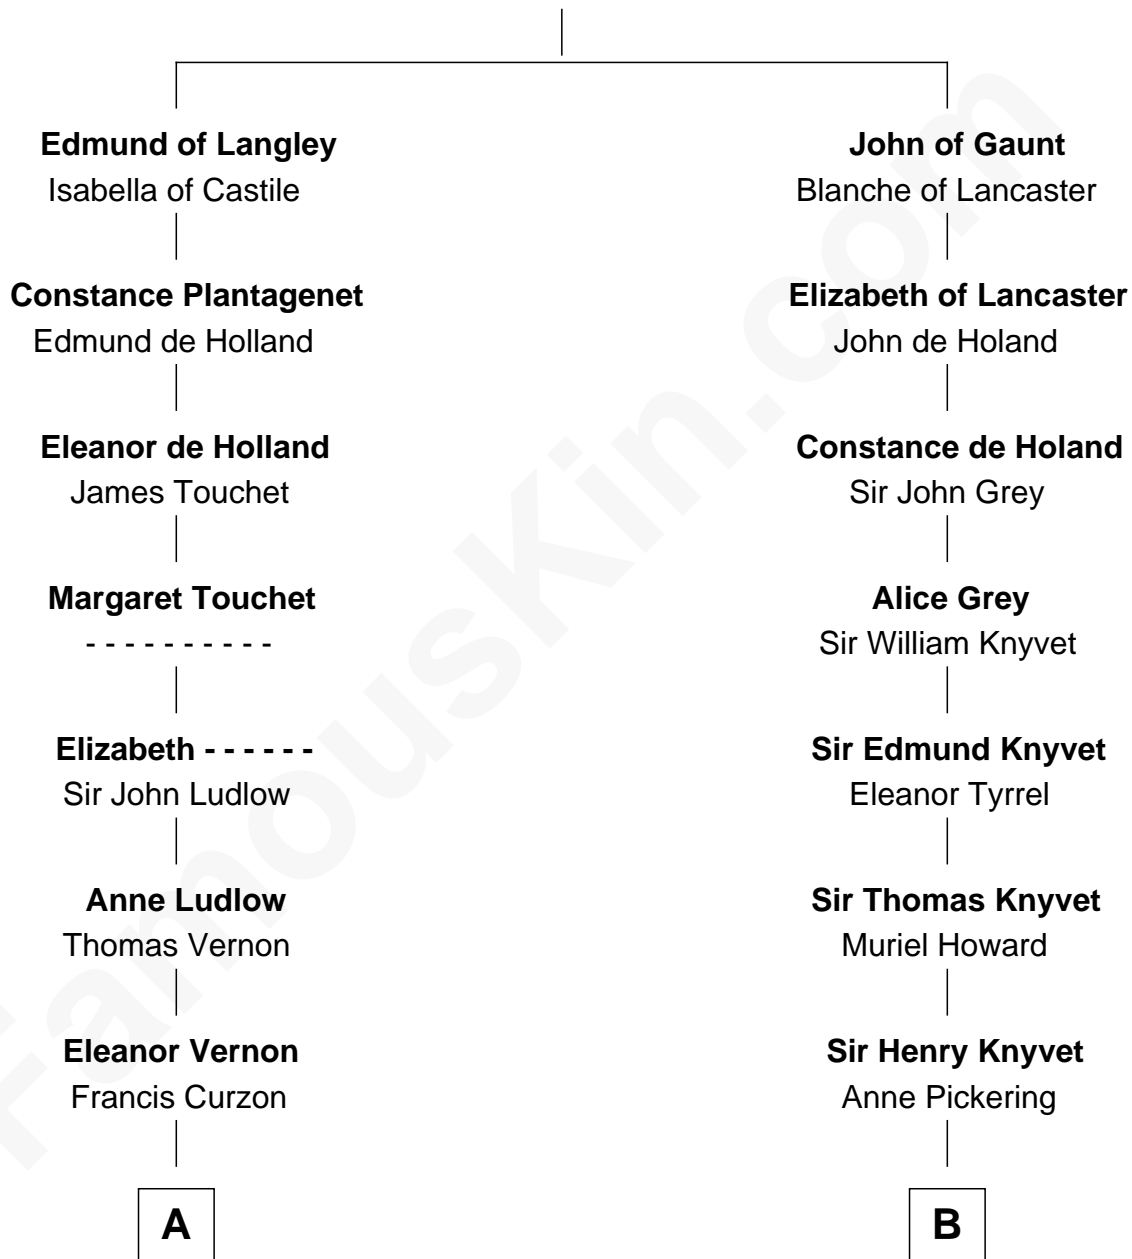 Edmund of Langley
Isabella of Castile
Constance Plantagenet
Edmund de Holland
Eleanor de Holland
James Touchet
Margaret Touchet
- - - - - - - - - -
Elizabeth - - - - - -
Sir John Ludlow
Anne Ludlow
Thomas Vernon
Eleanor Vernon
Francis Curzon
A
John of Gaunt
Blanche of Lancaster
Elizabeth of Lancaster
John de Holand
Constance de Holand
Sir John Grey
Alice Grey
Sir William Knyvet
Sir Edmund Knyvet
Eleanor Tyrrel
Sir Thomas Knyvet
Muriel Howard
Sir Henry Knyvet
Anne Pickering
B
FamousKin.com